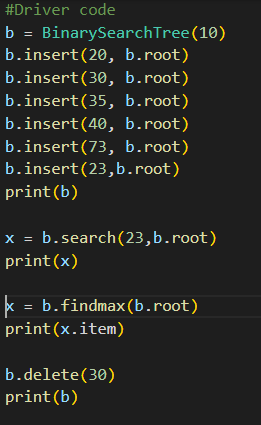 #Driver code
b = BinarySearchTree(10)
b.insert(20, b.root)
b.insert(30, b.root)
b.insert(35, b.root)
b.insert(40, b.root)
b.insert(73, b.root)
b.insert(23,b.root)
print(b)
x = b.search(23,b.root)
print(x)
x = b.findmax(b.root)
print(x.item)
b.delete(30)
print(b)